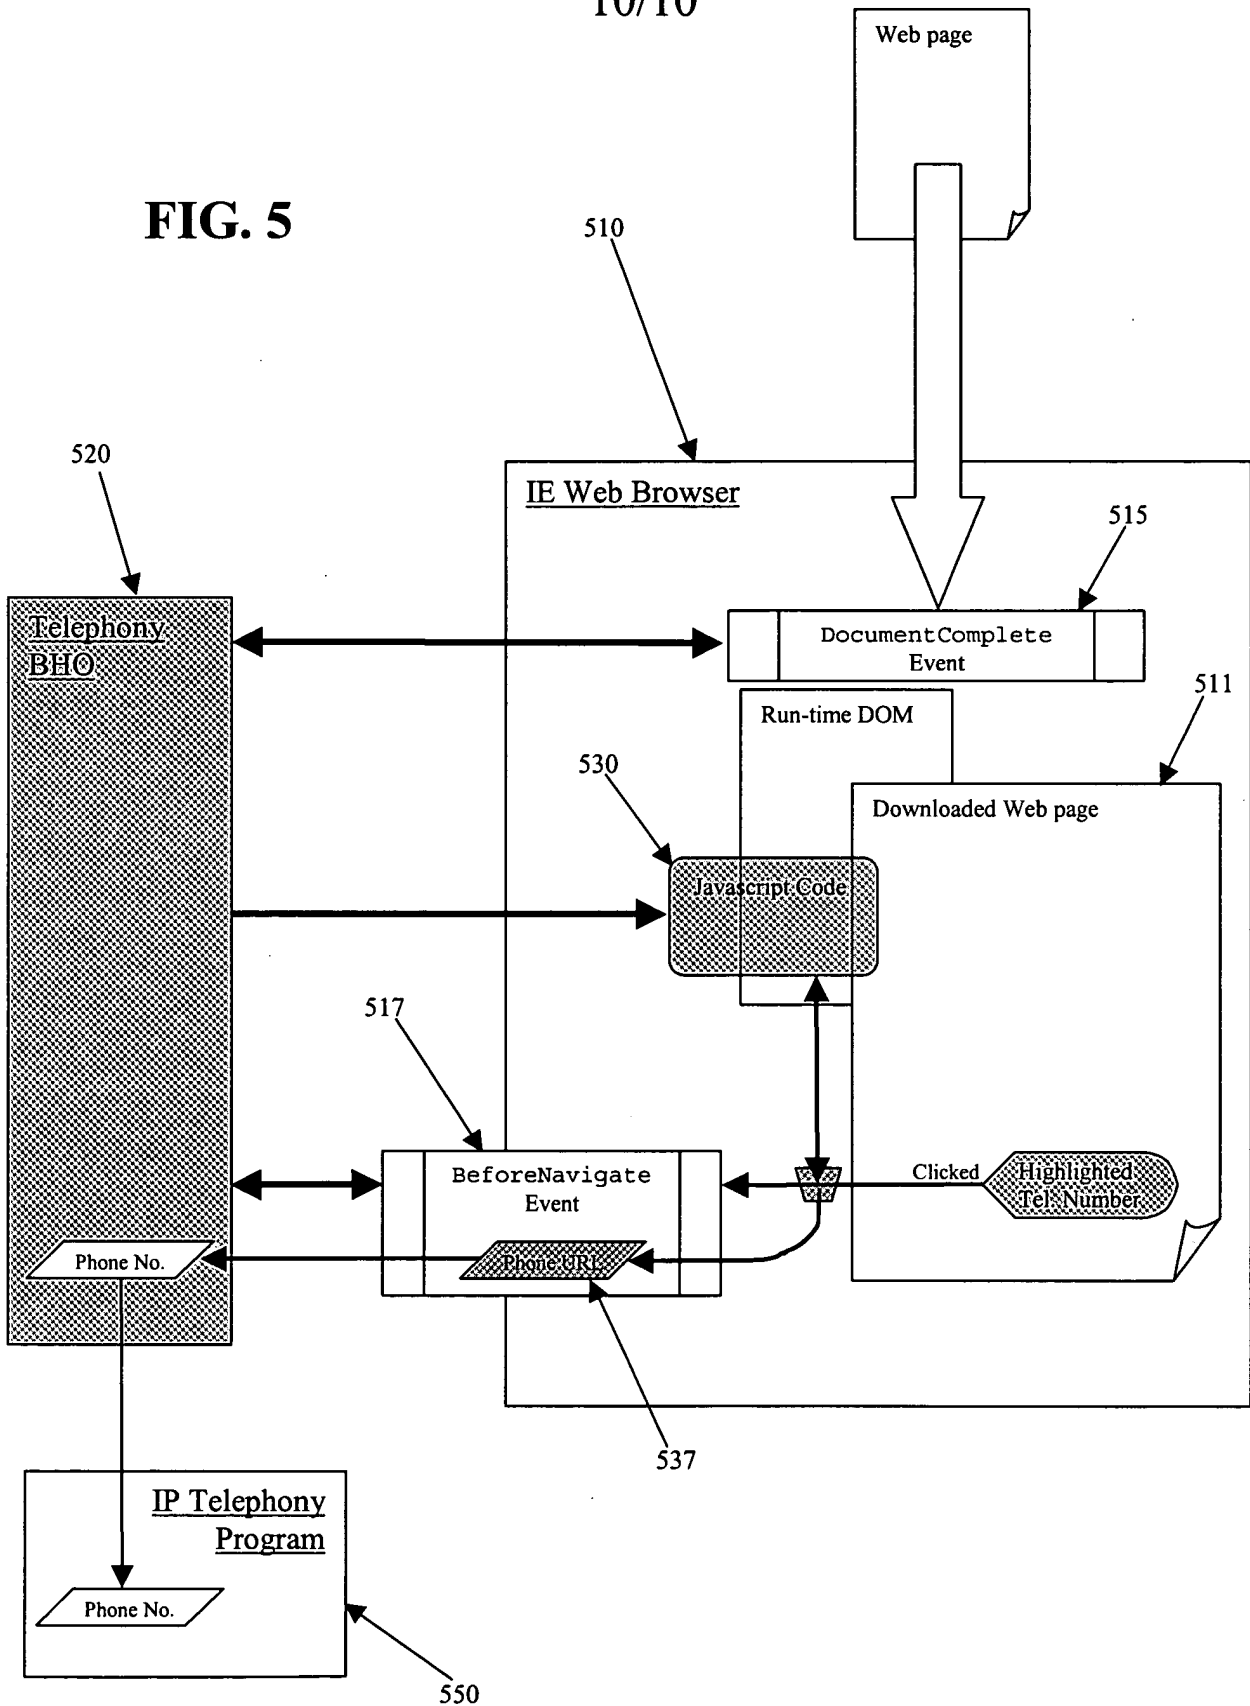 10/10
Web page
FIG. 5
510
520
IE Web Browser
515
Telephony
BHO
DocumentComplete
Event
511
Run-time DOM
530
Downloaded Web page
Javascript Code
517
BeforeNavigate
Event
Clicked
Highlighted
Tel. Number
Phone No.
Phone URL
537
IP Telephony
Program
Phone No.
550